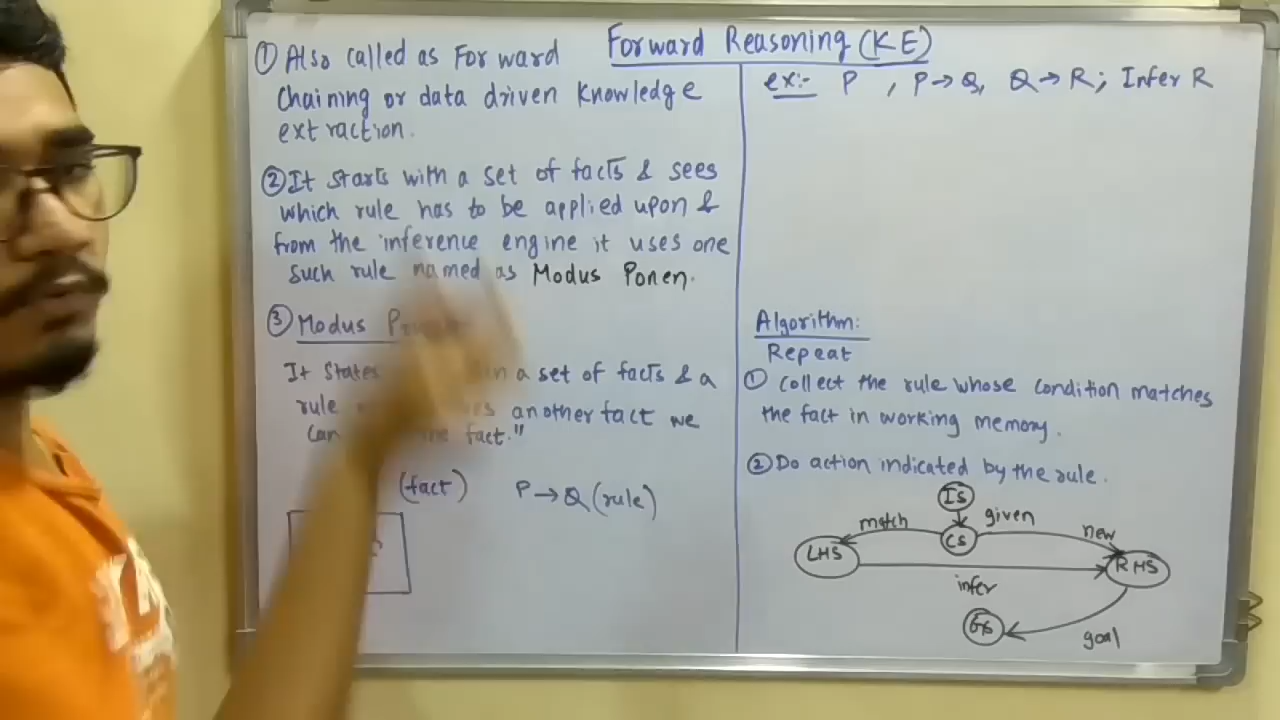 Forward Reasoning (KE)
① Also called as Forward
Chaining or data driven Knowledge
extraction.
② It starts with a set of facts & sees
which rule has to be applied upon &
from the inference engine it uses one
such rule named as Modus Ponen.
③ Modus
It States a set of facts & a
rule another fact we
Can fact."
(fact) P→Q (rule)
ex:- P , P→Q, Q→R; Infer R
Algorithm:
Repeat
① Collect the rule whose condition matches
the fact in working memory.
② Do action indicated by the rule.
IS
match CS given new
LHS RHS
infer
GS
goal